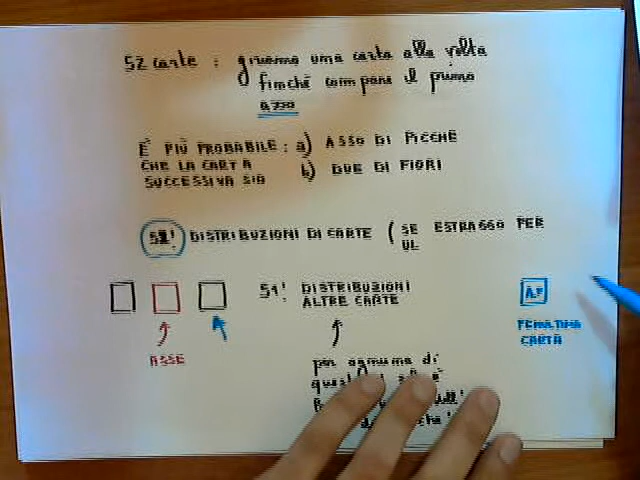 52 carte : giriamo una carta alla volta
finché compare il primo
asso
È PIÙ PROBABILE : a) ASSO DI PICCHE
CHE LA CARTA b) DUE DI FIORI
SUCCESSIVA SIA
52! DISTRIBUZIONI DI CARTE ( SE ESTRAGGO PER
UL
51! DISTRIBUZIONI
ALTRE CARTE
A.P
PENULTIMA
CARTA
ASSE
per ognuna di